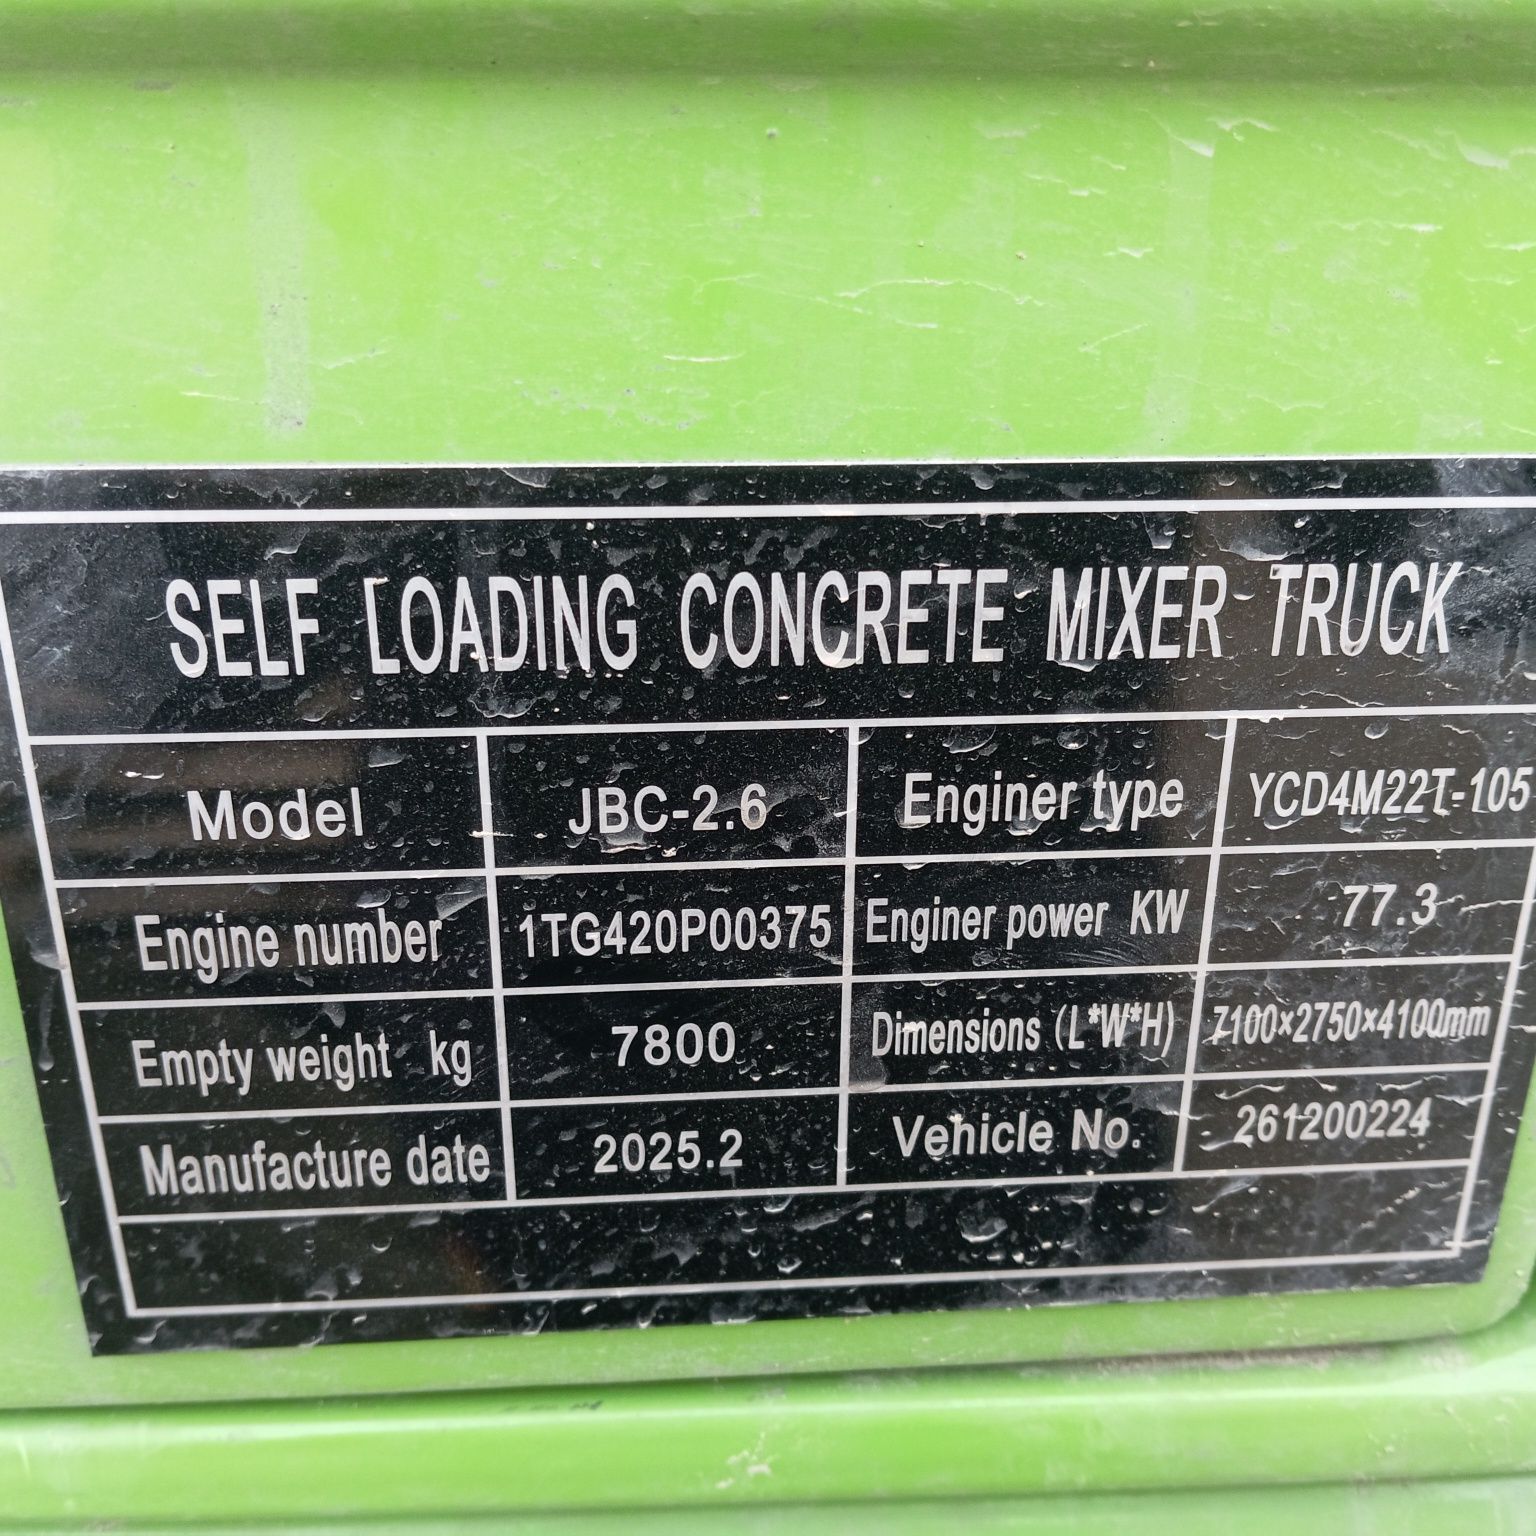 SELF LOADING CONCRETE MIXER TRUCK
Model JBC-2.6 Enginer type YCD4M22T-105
Engine number 1TG420P00375 Enginer power KW 77.3
Empty weight kg 7800 Dimensions (L*W*H) 7100×2750×4100mm
Manufacture date 2025.2 Vehicle No. 261200224